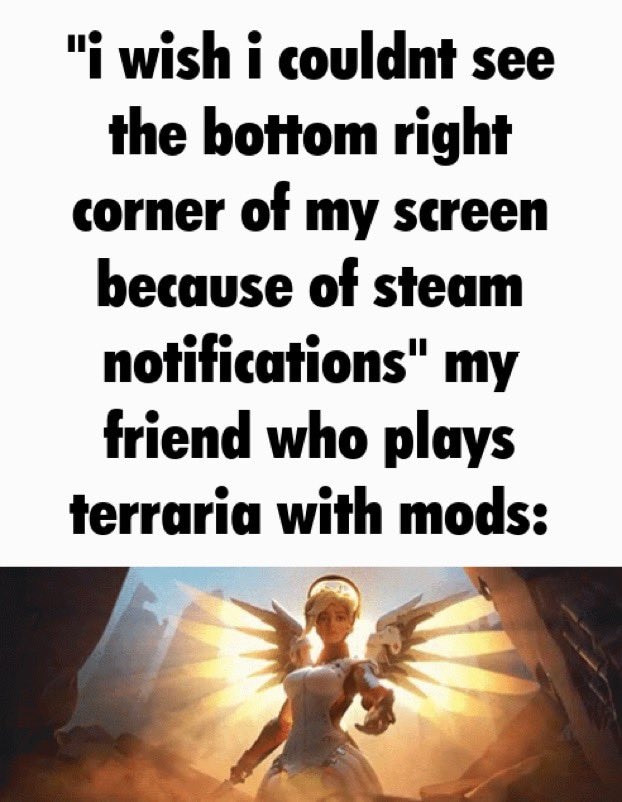 "i wish i couldnt see
the bottom right
corner of my screen
because of steam
notifications" my
friend who plays
terraria with mods: